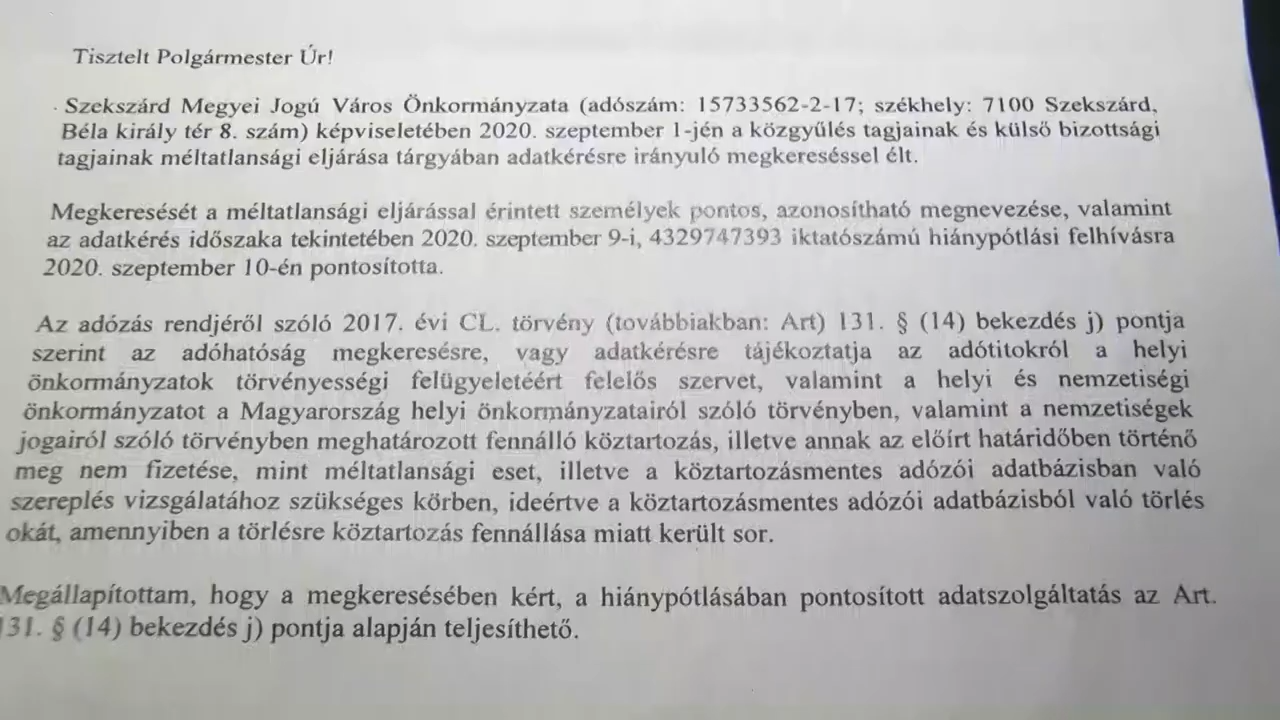 Tisztelt Polgármester Úr!
Szekszárd Megyei Jogú Város Önkormányzata (adószám: 15733562-2-17; székhely: 7100 Szekszárd,
Béla király tér 8. szám) képviseletében 2020. szeptember 1-jén a közgyűlés tagjainak és külső bizottsági
tagjainak méltatlansági eljárása tárgyában adatkérésre irányuló megkereséssel élt.
Megkeresését a méltatlansági eljárással érintett személyek pontos, azonosítható megnevezése, valamint
az adatkérés időszaka tekintetében 2020. szeptember 9-i, 4329747393 iktatószámú hiánypótlási felhívásra
2020. szeptember 10-én pontosította.
Az adózás rendjéről szóló 2017. évi CL. törvény (továbbiakban: Art) 131. § (14) bekezdés j) pontja
szerint az adóhatóság megkeresésre, vagy adatkérésre tájékoztatja az adótitokról a helyi
önkormányzatok törvényességi felügyeletéért felelős szervet, valamint a helyi és nemzetiségi
önkormányzatot a Magyarország helyi önkormányzatairól szóló törvényben, valamint a nemzetiségek
jogairól szóló törvényben meghatározott fennálló köztartozás, illetve annak az előírt határidőben történő
meg nem fizetése, mint méltatlansági eset, illetve a köztartozásmentes adózói adatbázisban való
szereplés vizsgálatához szükséges körben, ideértve a köztartozásmentes adózói adatbázisból való törlés
okát, amennyiben a törlésre köztartozás fennállása miatt került sor.
Megállapítottam, hogy a megkeresésében kért, a hiánypótlásában pontosított adatszolgáltatás az Art.
131. § (14) bekezdés j) pontja alapján teljesíthető.